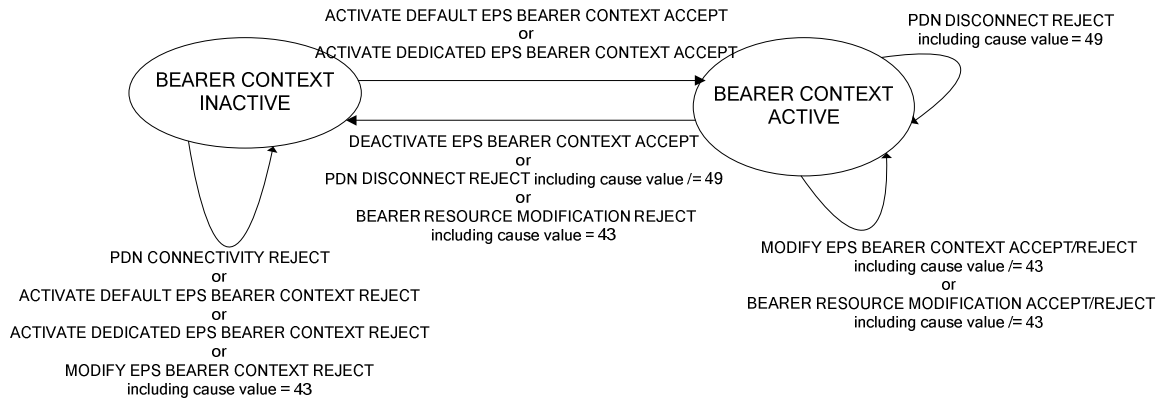 ACTIVATE DEFAULT EPS BEARER CONTEXT ACCEPT
or
ACTIVATE DEDICATED EPS BEARER CONTEXT ACCEPT
PDN DISCONNECT REJECT
including cause value = 49
BEARER CONTEXT
INACTIVE
BEARER CONTEXT
ACTIVE
DEACTIVATE EPS BEARER CONTEXT ACCEPT
or
PDN DISCONNECT REJECT including cause value /= 49
or
BEARER RESOURCE MODIFICATION REJECT
including cause value = 43
PDN CONNECTIVITY REJECT
or
ACTIVATE DEFAULT EPS BEARER CONTEXT REJECT
or
ACTIVATE DEDICATED EPS BEARER CONTEXT REJECT
or
MODIFY EPS BEARER CONTEXT REJECT
including cause value = 43
MODIFY EPS BEARER CONTEXT ACCEPT/REJECT
including cause value /= 43
or
BEARER RESOURCE MODIFICATION ACCEPT/REJECT
including cause value /= 43